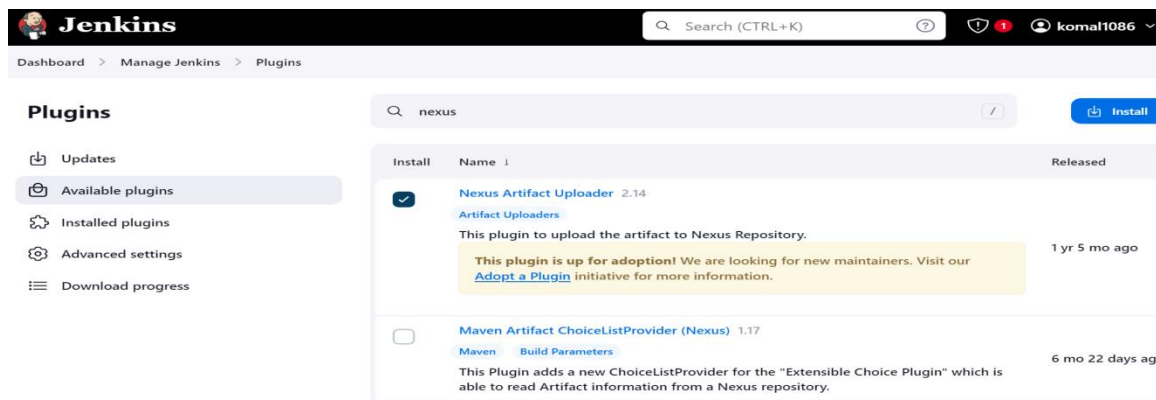 Jenkins
Search (CTRL+K)
1
komal1086
Dashboard > Manage Jenkins > Plugins
Plugins
nexus
/
Install
Updates
Available plugins
Installed plugins
Advanced settings
Download progress
Install Name ↓ Released
Nexus Artifact Uploader 2.14
Artifact Uploaders
This plugin to upload the artifact to Nexus Repository.
This plugin is up for adoption! We are looking for new maintainers. Visit our
Adopt a Plugin initiative for more information.
1 yr 5 mo ago
Maven Artifact ChoiceListProvider (Nexus) 1.17
Maven Build Parameters
This Plugin adds a new ChoiceListProvider for the "Extensible Choice Plugin" which is
able to read Artifact information from a Nexus repository.
6 mo 22 days ag